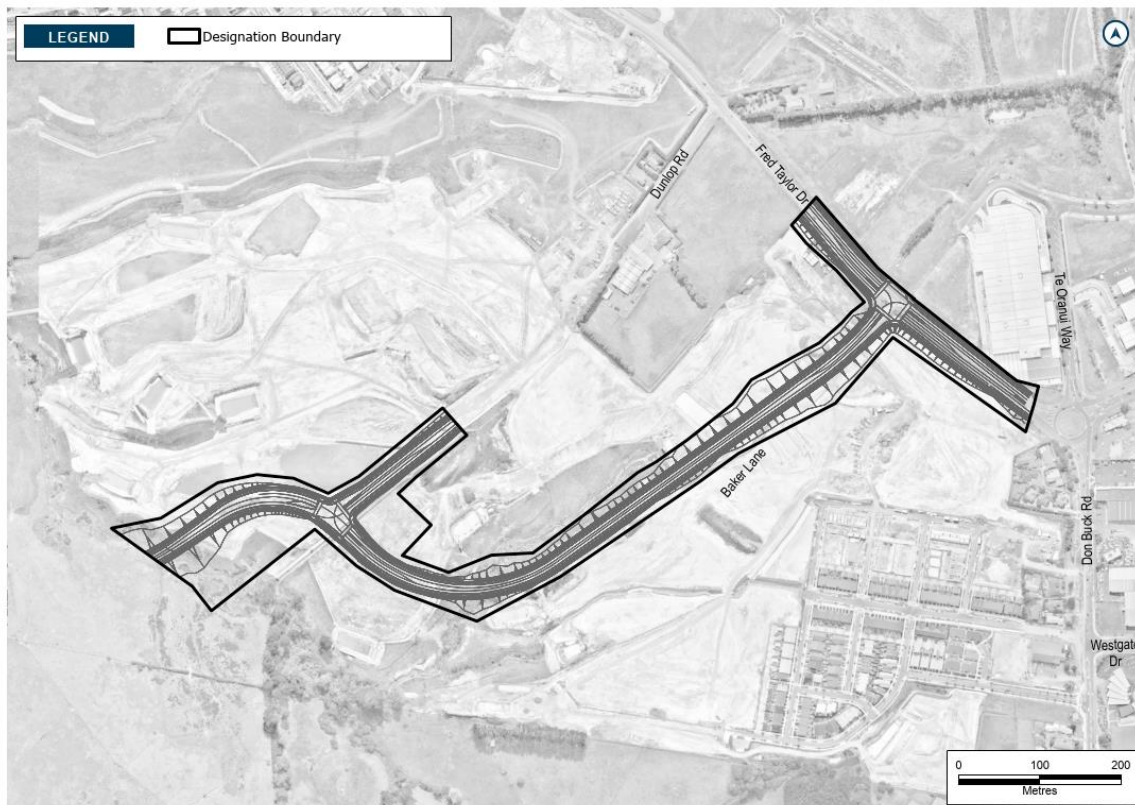 LEGEND
Designation Boundary
Dunlop Rd
Fred Taylor Dr
Te Oranui Way
Baker Lane
Don Buck Rd
Westgate
Dr
0 100 200
Metres